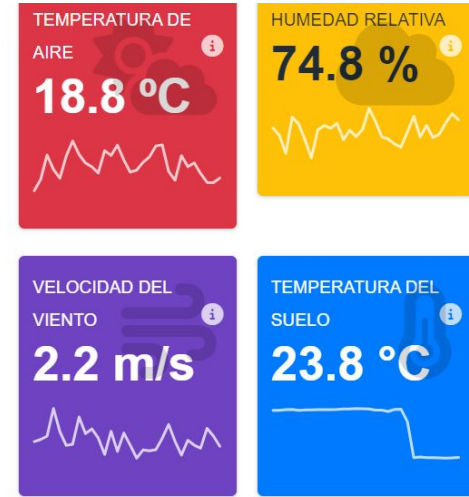 TEMPERATURA DE
AIRE
18.8 ºC
HUMEDAD RELATIVA
74.8 %
VELOCIDAD DEL
VIENTO
2.2 m/s
TEMPERATURA DEL
SUELO
23.8 °C